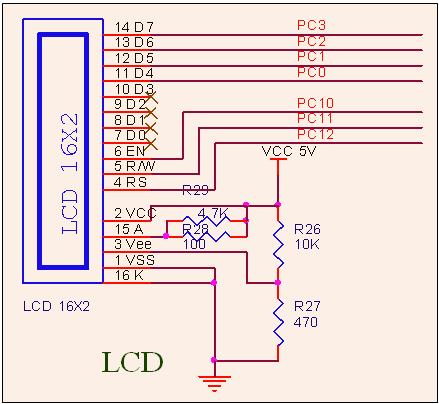 14 D7 PC3
13 D6 PC2
12 D5 PC1
11 D4 PC0
10 D3
9 D2 PC10
8 D1 PC11
7 D0 PC12
6 EN
5 R/W VCC 5V
4 RS
R29
2 VCC 4.7K
15 A R28 R26
3 Vee 100 10K
1 VSS
16 K
LCD 16X2
LCD 16X2 R27
470
LCD